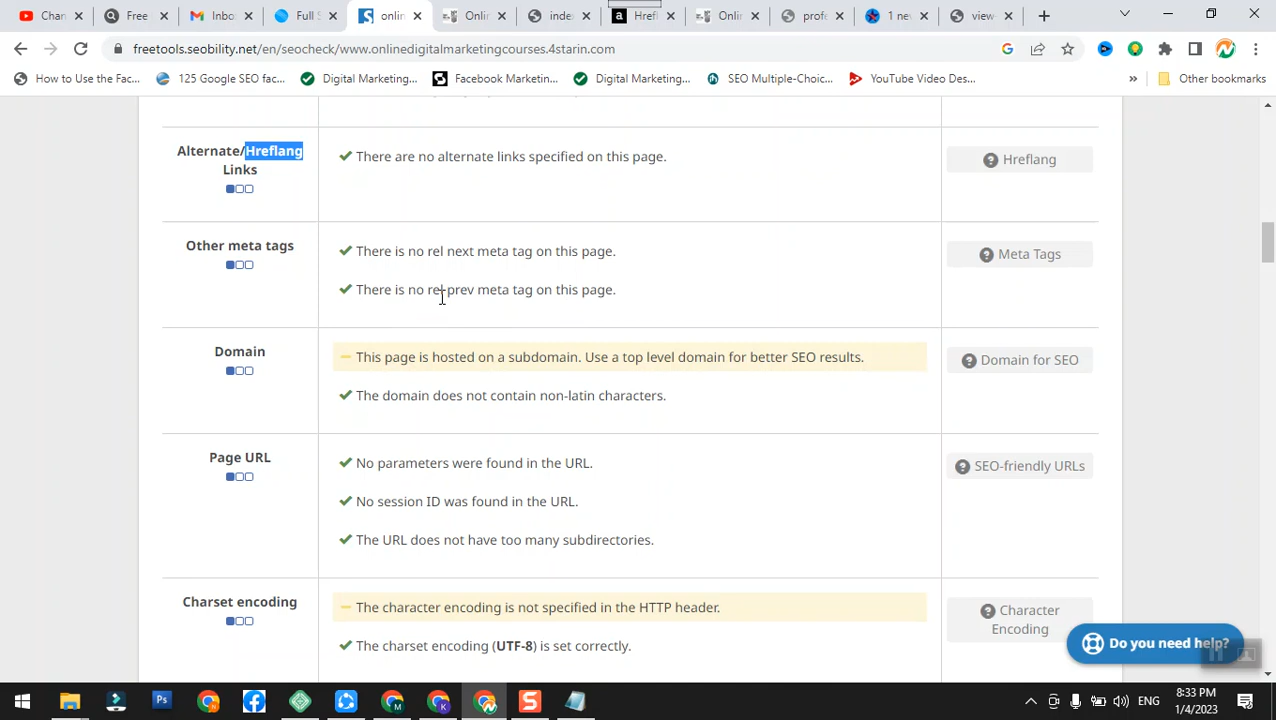 Chan
Free
Inbo
Full S
onlin
Onlin
index
Hrefl
Onlin
profe
1 new
view-
freetools.seobility.net/en/seocheck/www.onlinedigitalmarketingcourses.4starin.com
How to Use the Fac...
125 Google SEO fac...
Digital Marketing...
Facebook Marketin...
Digital Marketing...
SEO Multiple-Choic...
YouTube Video Des...
»
Other bookmarks
Alternate/Hreflang
Links
There are no alternate links specified on this page.
Hreflang
Other meta tags
There is no rel next meta tag on this page.
There is no rel prev meta tag on this page.
Meta Tags
Domain
This page is hosted on a subdomain. Use a top level domain for better SEO results.
The domain does not contain non-latin characters.
Domain for SEO
Page URL
No parameters were found in the URL.
No session ID was found in the URL.
The URL does not have too many subdirectories.
SEO-friendly URLs
Charset encoding
The character encoding is not specified in the HTTP header.
The charset encoding (UTF-8) is set correctly.
Character
Encoding
Do you need help?
ENG
8:33 PM
1/4/2023